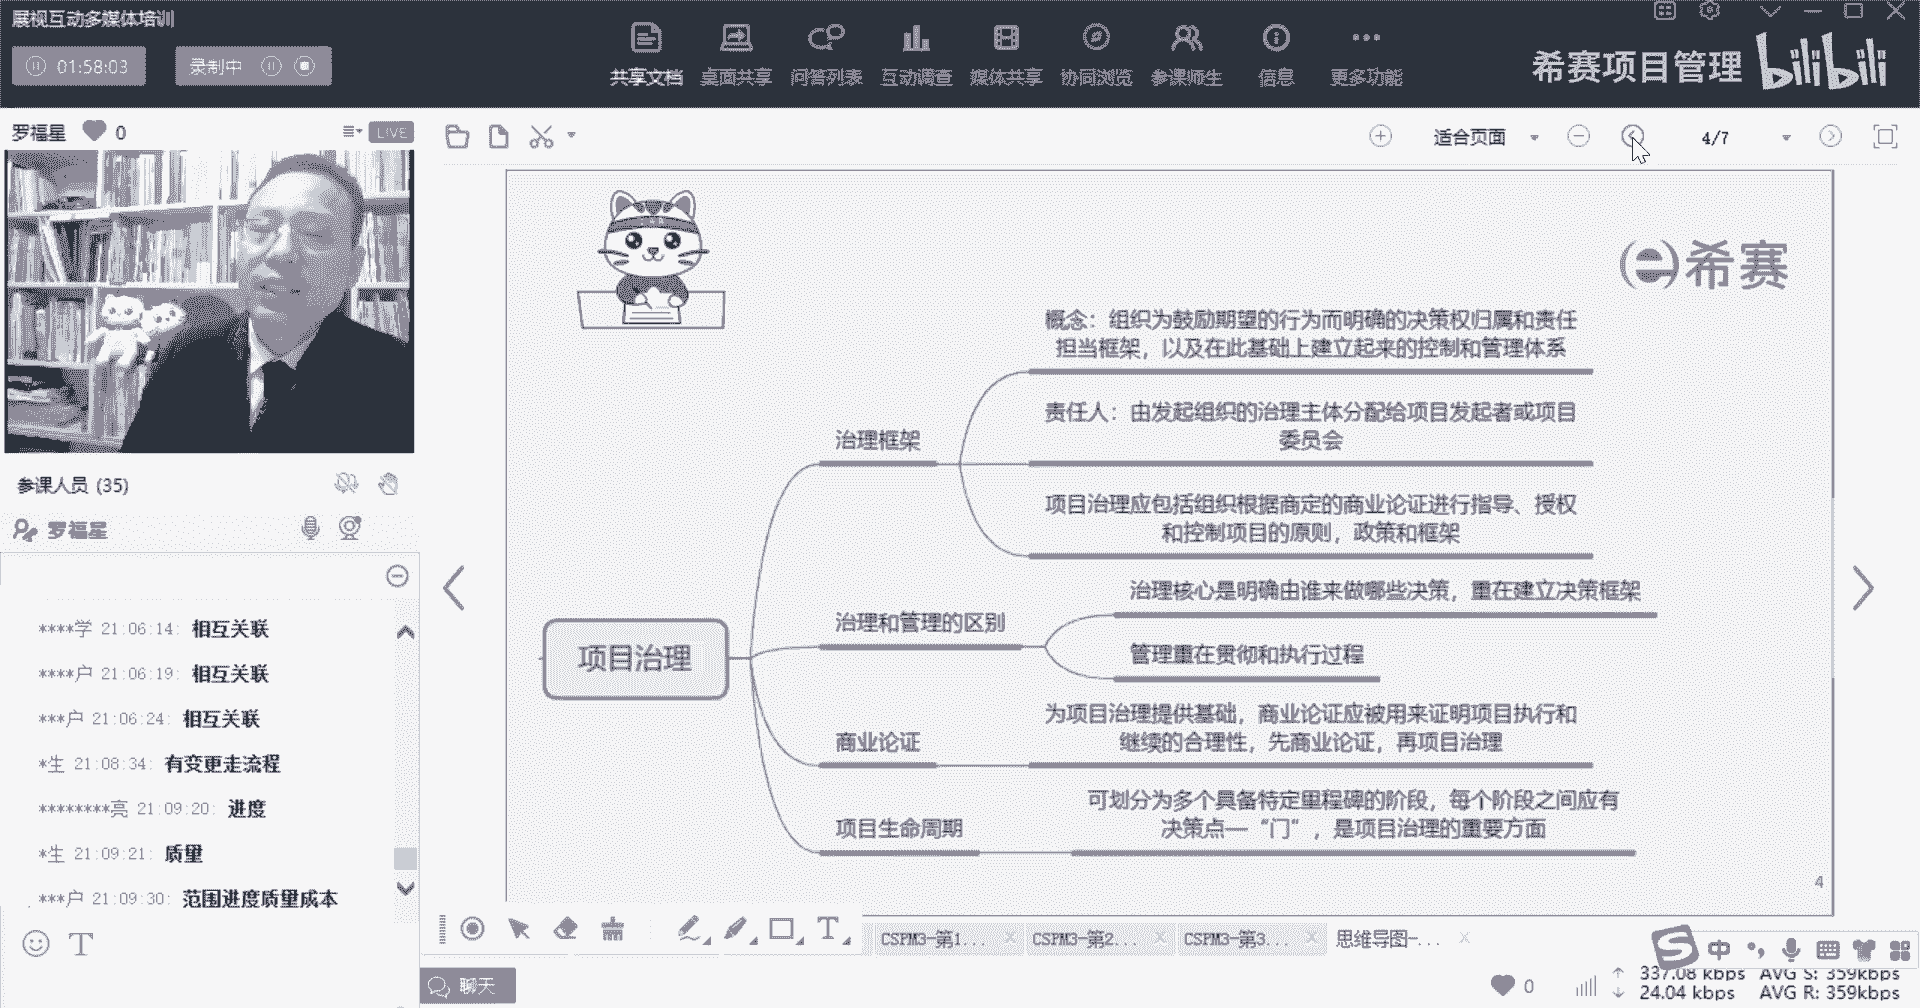 展视互动多媒体培训
01:58:03
录制中
共享文档
桌面共享
问答列表
互动调查
媒体共享
协同浏览
参课师生
信息
更多功能
希赛项目管理
bilibili
罗福星 0
LIVE
适合页面
4/7
参课人员 (35)
罗福星
****学 21:06:14: 相互关联
****户 21:06:19: 相互关联
***户 21:06:24: 相互关联
*生 21:08:34: 有变更走流程
********亮 21:09:20: 进度
*生 21:09:21: 质量
***户 21:09:30: 范围进度质量成本
T
聊天
希赛
项目治理
治理框架
概念：组织为鼓励期望的行为而明确的决策权归属和责任
担当框架，以及在此基础上建立起来的控制和管理体系
责任人：由发起组织的治理主体分配给项目发起者或项目
委员会
项目治理应包括组织根据商定的商业论证进行指导、授权
和控制项目的原则，政策和框架
治理和管理的区别
治理核心是明确由谁来做哪些决策，重在建立决策框架
管理重在贯彻和执行过程
商业论证
为项目治理提供基础，商业论证应被用来证明项目执行和
继续的合理性，先商业论证，再项目治理
项目生命周期
可划分为多个具备特定里程碑的阶段，每个阶段之间应有
决策点—“门”，是项目治理的重要方面
4
T
CSPM3-第1...
CSPM3-第2...
CSPM3-第3...
思维导图-...
S 中
0
337.08 kbps AVG S: 359kbps
24.04 kbps AVG R: 359kbps